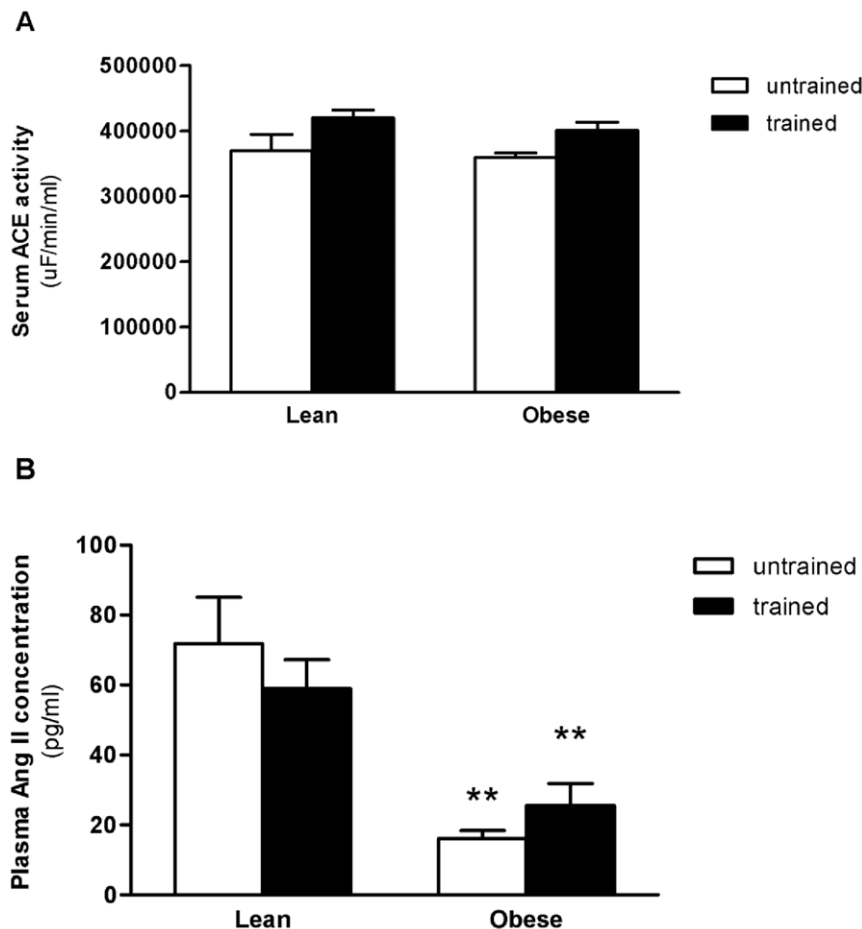 A
Serum ACE activity
(uF/min/ml)
500000
400000
300000
200000
100000
0
Lean
Obese
untrained
trained
B
Plasma Ang II concentration
(pg/ml)
100
80
60
40
20
0
**
**
Lean
Obese
untrained
trained